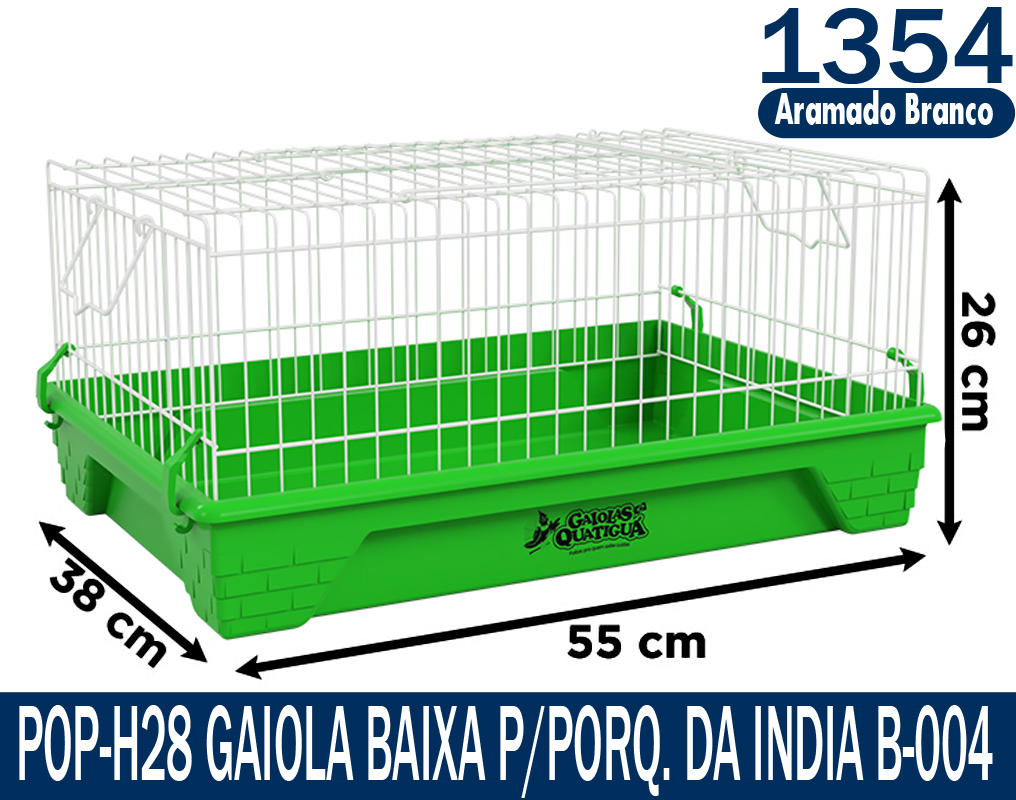 1354
Aramado Branco
26 cm
GAIOLAS
QUATIGUÁ
38 cm
55 cm
POP-H28 GAIOLA BAIXA P/PORQ. DA INDIA B-004